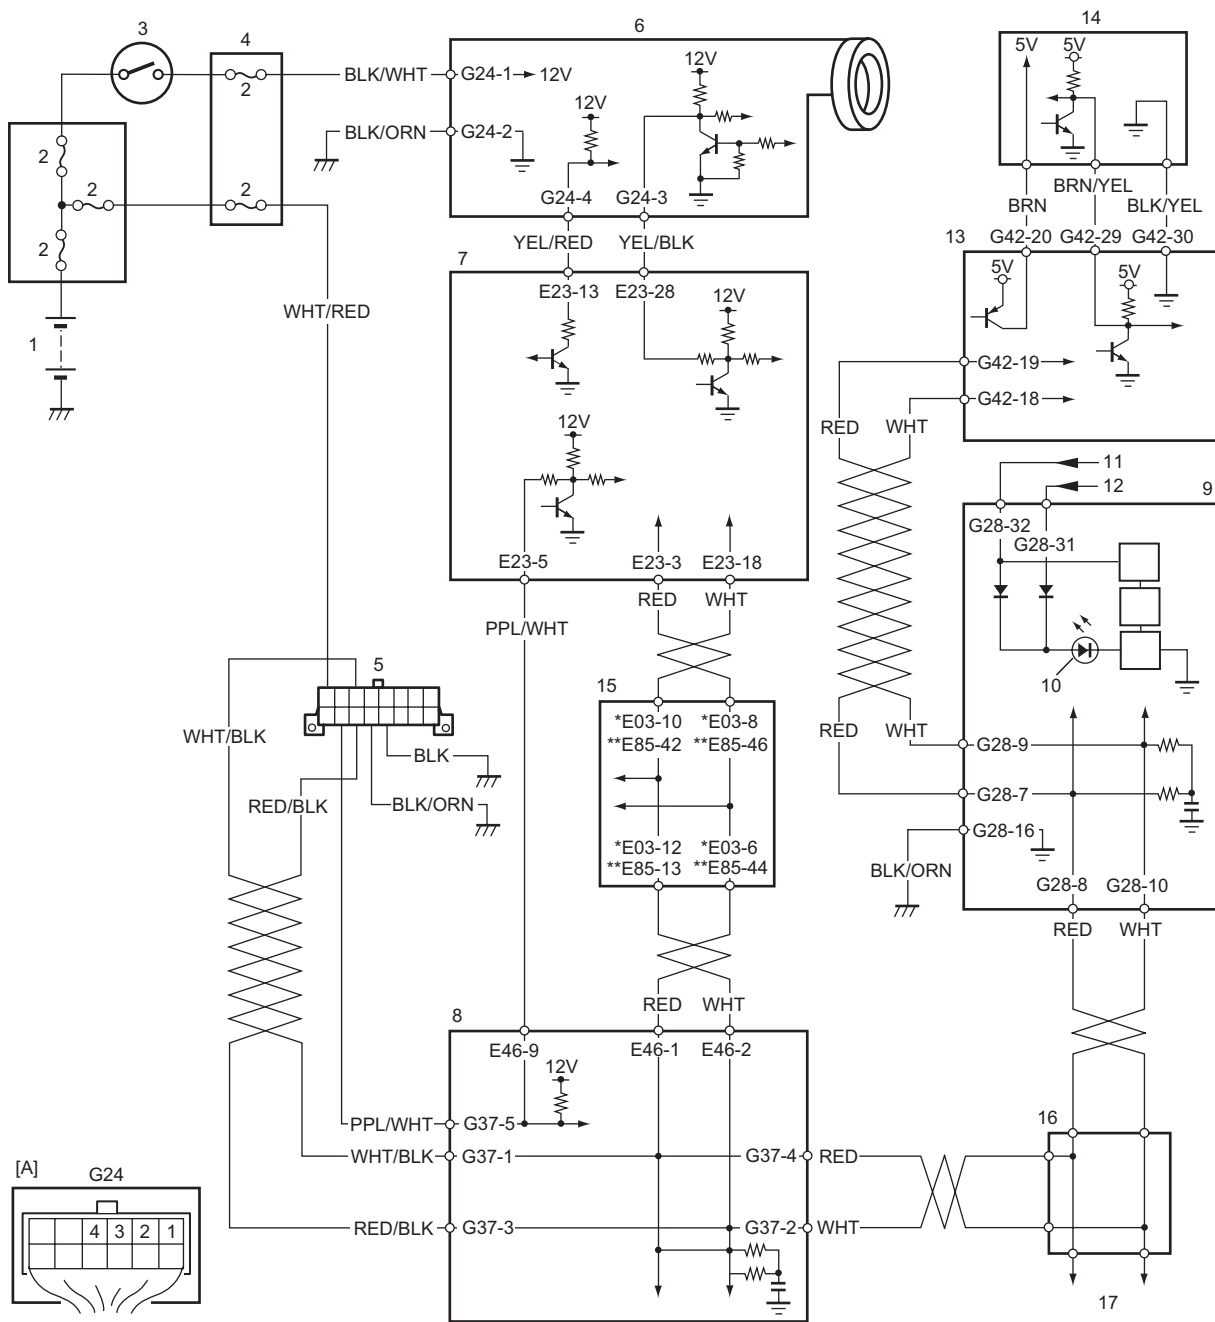 3
4
2
2
2
2
2
1
WHT/RED
6
BLK/WHT
G24-1
12V
BLK/ORN
G24-2
12V
12V
G24-4
G24-3
YEL/RED
YEL/BLK
7
E23-13
E23-28
12V
12V
E23-5
E23-3
E23-18
RED
WHT
PPL/WHT
14
5V
5V
BRN
BRN/YEL
BLK/YEL
13
G42-20
G42-29
G42-30
5V
5V
G42-19
G42-18
RED
WHT
11
12
9
G28-32
G28-31
10
RED
WHT
G28-9
G28-7
G28-16
BLK/ORN
G28-8
G28-10
RED
WHT
5
WHT/BLK
BLK
RED/BLK
BLK/ORN
15
*E03-10
*E03-8
**E85-42
**E85-46
*E03-12
*E03-6
**E85-13
**E85-44
RED
WHT
8
E46-9
E46-1
E46-2
12V
PPL/WHT
G37-5
WHT/BLK
G37-1
G37-4
RED
RED/BLK
G37-3
G37-2
WHT
16
17
[A]
G24
4 3 2 1